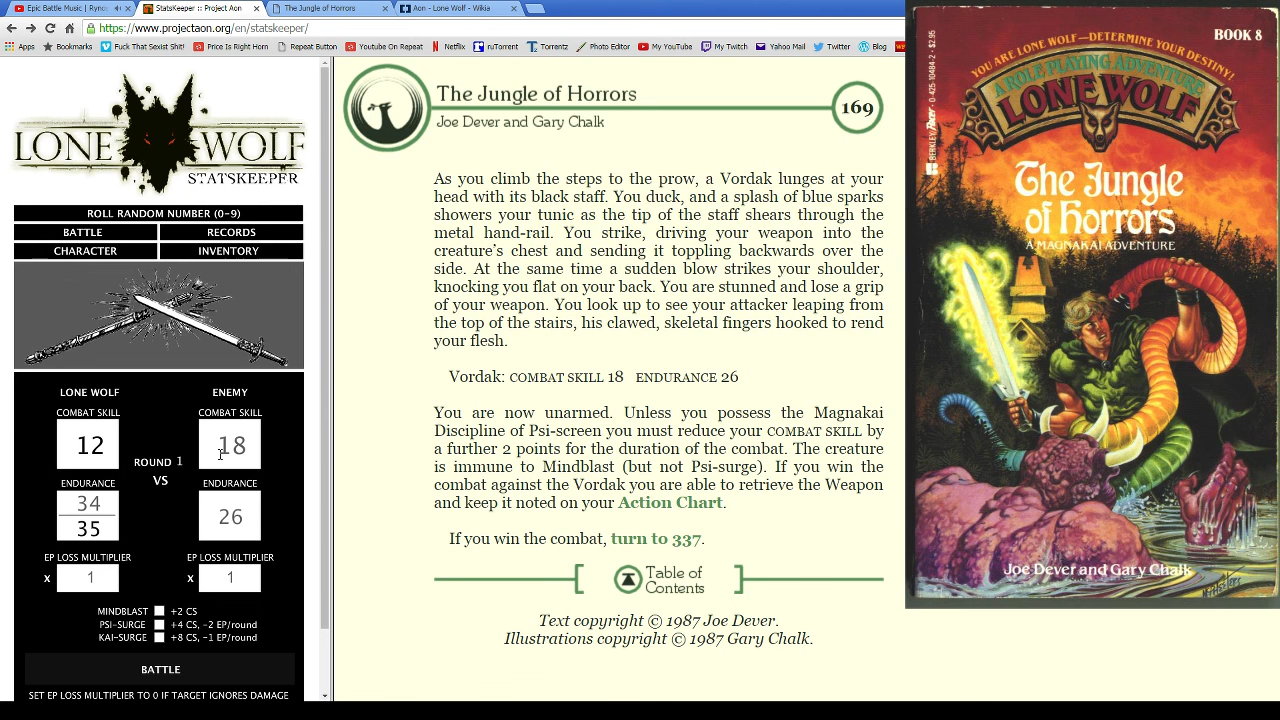 Epic Battle Music | Rync
StatsKeeper :: Project Aon
The Jungle of Horrors
Aon - Lone Wolf - Wikia
https://www.projectaon.org/en/statskeeper/
Apps
Bookmarks
Fuck That Sexist Shit!
Price is Right Horn
Repeat Button
Youtube On Repeat
Netflix
ruTorrent
Torrentz
Photo Editor
My YouTube
My Twitch
Yahoo Mail
Twitter
Blog
LONE WOLF
STATSKEEPER
ROLL RANDOM NUMBER (0-9)
BATTLE
RECORDS
CHARACTER
INVENTORY
LONE WOLF
ENEMY
COMBAT SKILL
COMBAT SKILL
12
18
ROUND 1
VS
ENDURANCE
ENDURANCE
34
35
26
EP LOSS MULTIPLIER
EP LOSS MULTIPLIER
x 1
x 1
MINDBLAST +2 CS
PSI-SURGE +4 CS, -2 EP/round
KAI-SURGE +8 CS, -1 EP/round
BATTLE
SET EP LOSS MULTIPLIER TO 0 IF TARGET IGNORES DAMAGE
The Jungle of Horrors
Joe Dever and Gary Chalk
169
As you climb the steps to the prow, a Vordak lunges at your
head with its black staff. You duck, and a splash of blue sparks
showers your tunic as the tip of the staff shears through the
metal hand-rail. You strike, driving your weapon into the
creature's chest and sending it toppling backwards over the
side. At the same time a sudden blow strikes your shoulder,
knocking you flat on your back. You are stunned and lose a grip
of your weapon. You look up to see your attacker leaping from
the top of the stairs, his clawed, skeletal fingers hooked to rend
your flesh.
Vordak: COMBAT SKILL 18 ENDURANCE 26
You are now unarmed. Unless you possess the Magnakai
Discipline of Psi-screen you must reduce your COMBAT SKILL by
a further 2 points for the duration of the combat. The creature
is immune to Mindblast (but not Psi-surge). If you win the
combat against the Vordak you are able to retrieve the Weapon
and keep it noted on your Action Chart.
If you win the combat, turn to 337.
Table of
Contents
Text copyright © 1987 Joe Dever.
Illustrations copyright © 1987 Gary Chalk.
BOOK 8
YOU ARE LONE WOLF—DETERMINE YOUR DESTINY!
A ROLE PLAYING ADVENTURE
LONE WOLF
The Jungle
of Horrors
A MAGNAKAI ADVENTURE
BERKLEY Pacer • 0-425-10484-2 • $2.95
Joe Dever and Gary Chalk